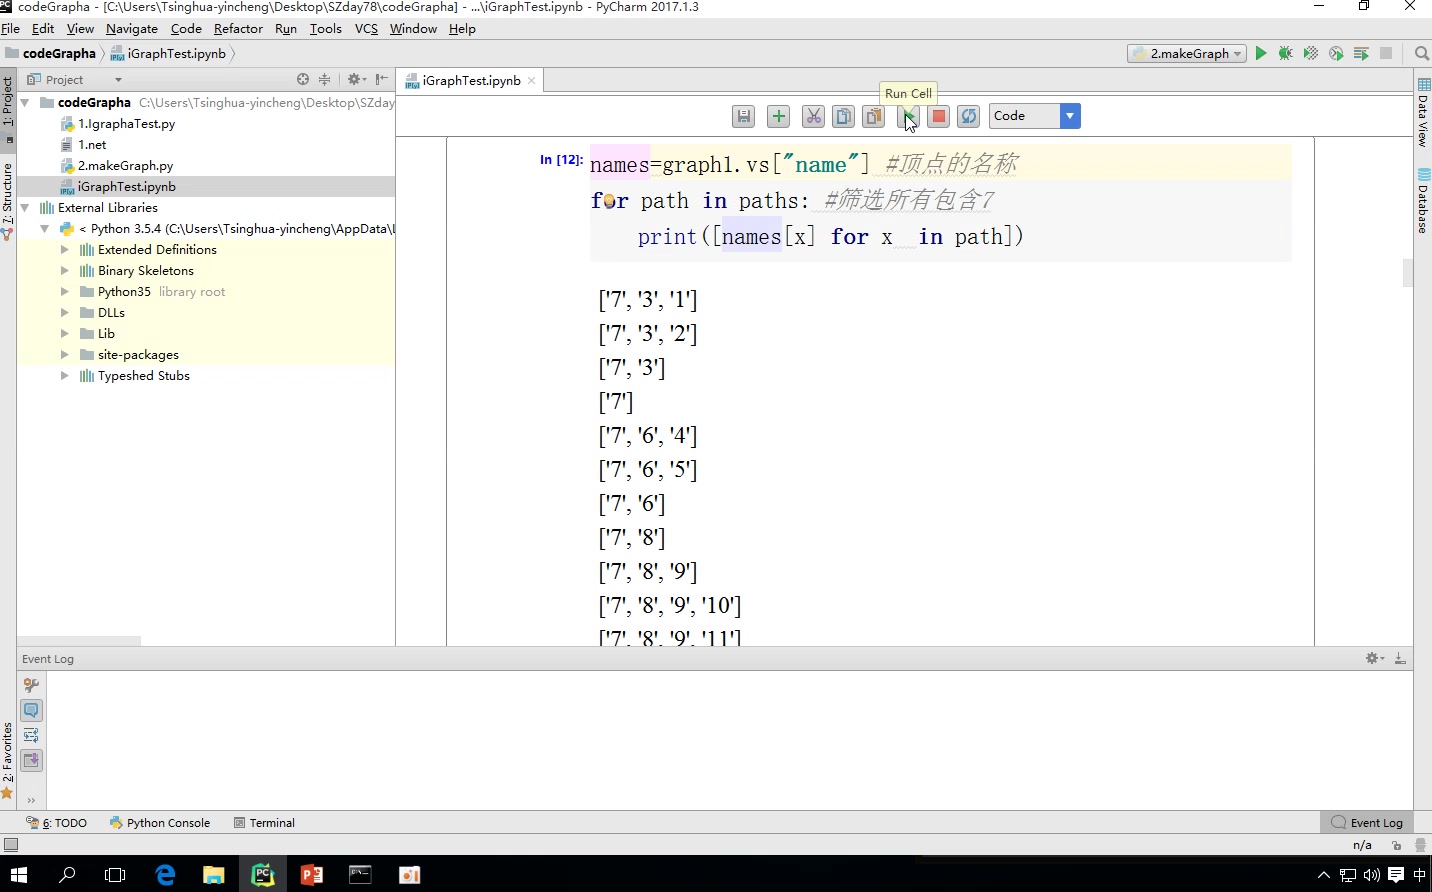 codeGrapha - [C:\Users\Tsinghua-yincheng\Desktop\SZday78\codeGrapha] - ...\iGraphTest.ipynb - PyCharm 2017.1.3
File Edit View Navigate Code Refactor Run Tools VCS Window Help
codeGrapha iGraphTest.ipynb 2.makeGraph
1: Project
Project
iGraphTest.ipynb
Run Cell
Code
codeGrapha C:\Users\Tsinghua-yincheng\Desktop\SZday
1.IgraphaTest.py
1.net
2.makeGraph.py
iGraphTest.ipynb
External Libraries
< Python 3.5.4 (C:\Users\Tsinghua-yincheng\AppData\L
Extended Definitions
Binary Skeletons
Python35 library root
DLLs
Lib
site-packages
Typeshed Stubs
7: Structure
2: Favorites
In [12]:
names=graph1.vs["name"] #顶点的名称
for path in paths: #筛选所有包含7
print([names[x] for x in path])
['7', '3', '1']
['7', '3', '2']
['7', '3']
['7']
['7', '6', '4']
['7', '6', '5']
['7', '6']
['7', '8']
['7', '8', '9']
['7', '8', '9', '10']
['7', '8', '9', '11']
Data View
Database
Event Log
6: TODO Python Console Terminal Event Log
n/a
中